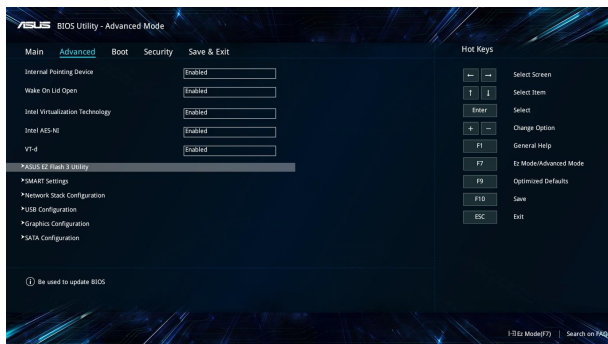 ASUS BIOS Utility - Advanced Mode
Main Advanced Boot Security Save & Exit
Hot Keys
Internal Pointing Device Enabled
Wake On Lid Open Enabled
Intel Virtualization Technology Enabled
Intel AES-NI Enabled
VT-d Enabled
ASUS EZ Flash 3 Utility
SMART Settings
Network Stack Configuration
USB Configuration
Graphics Configuration
SATA Configuration
Be used to update BIOS
← → Select Screen
↑ ↓ Select Item
Enter Select
+ - Change Option
F1 General Help
F7 Ez Mode/Advanced Mode
F9 Optimized Defaults
F10 Save
ESC Exit
Ez Mode(F7) | Search on FAQ